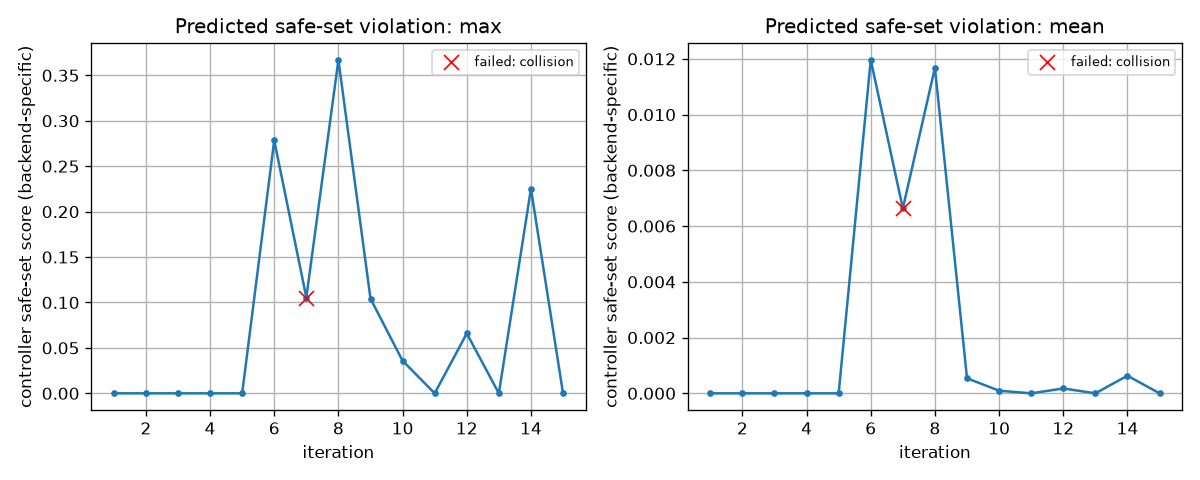 Predicted safe-set violation: max
controller safe-set score (backend-specific)
0.35
0.30
0.25
0.20
0.15
0.10
0.05
0.00
failed: collision
2 4 6 8 10 12 14
iteration
Predicted safe-set violation: mean
controller safe-set score (backend-specific)
0.012
0.010
0.008
0.006
0.004
0.002
0.000
failed: collision
2 4 6 8 10 12 14
iteration